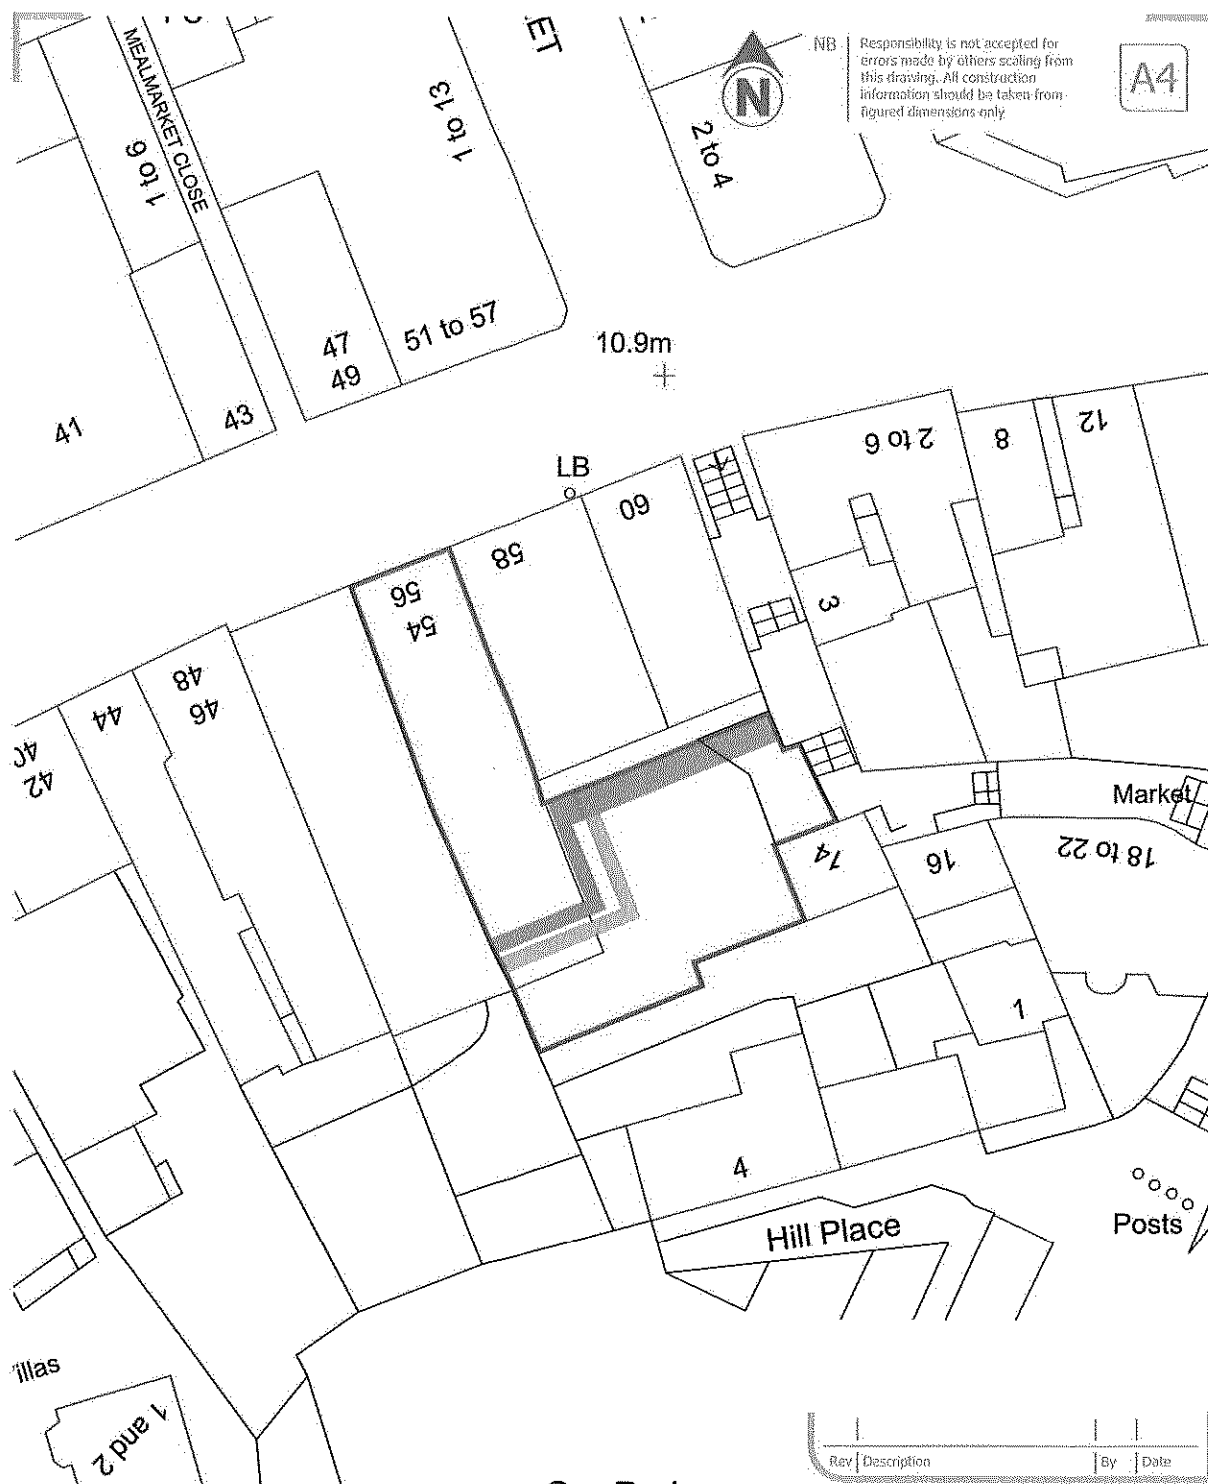 MEALMARKET CLOSE
1 to 6
1 to 13
2 to 4
N
NB
Responsibility is not accepted for
errors made by others scaling from
this drawing. All construction
information should be taken from
figured dimensions only
A4
41
43
47
49
51 to 57
10.9m
LB
58
60
2 to 6
8
12
3
56
54
48
46
44
42
Market
18 to 22
16
14
1
4
Hill Place
Posts
1 and 2
Rev
Description
By
Date